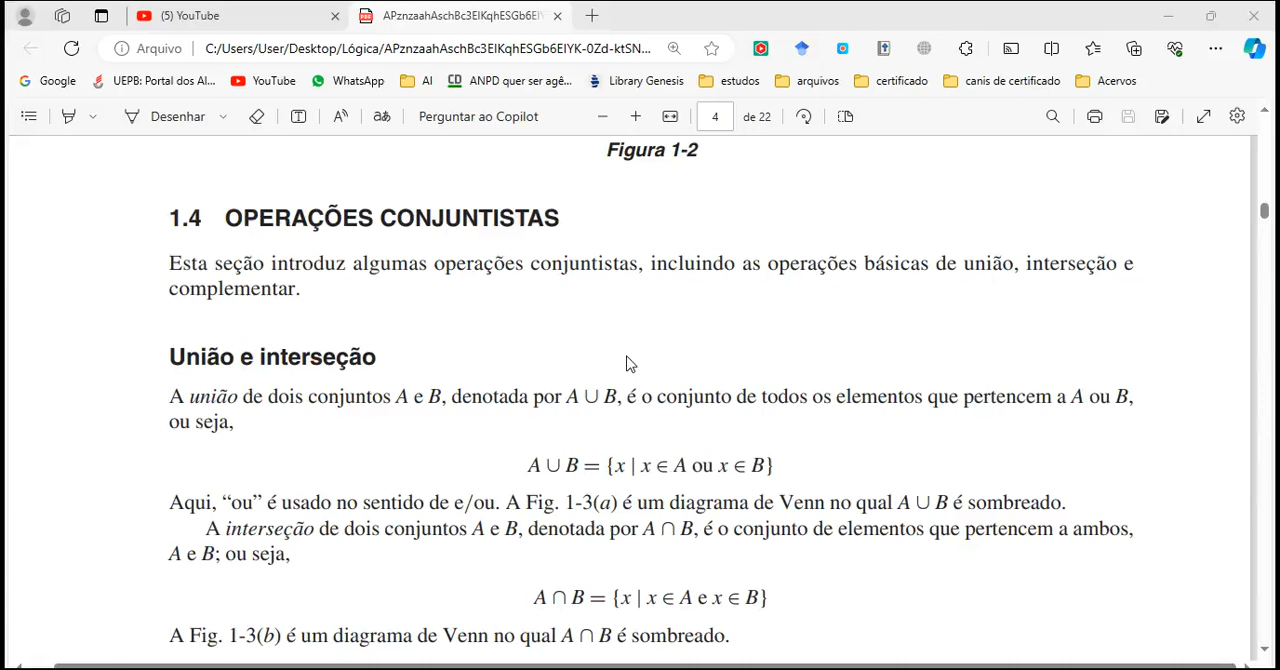 (5) YouTube
APznzaahAschBc3ElKqhESGb6ElY
Arquivo
C:/Users/User/Desktop/Lógica/APznzaahAschBc3ElKqhESGb6ElYK-0Zd-ktSN...
Google
UEPB: Portal dos Al...
YouTube
WhatsApp
AI
CD ANPD quer ser agê...
Library Genesis
estudos
arquivos
certificado
canis de certificado
Acervos
Desenhar
aあ
Perguntar ao Copilot
4 de 22
Figura 1-2
1.4 OPERAÇÕES CONJUNTISTAS
Esta seção introduz algumas operações conjuntistas, incluindo as operações básicas de união, interseção e
complementar.
União e interseção
A união de dois conjuntos A e B, denotada por A ∪ B, é o conjunto de todos os elementos que pertencem a A ou B,
ou seja,
A ∪ B = {x | x ∈ A ou x ∈ B}
Aqui, “ou” é usado no sentido de e/ou. A Fig. 1-3(a) é um diagrama de Venn no qual A ∪ B é sombreado.
A interseção de dois conjuntos A e B, denotada por A ∩ B, é o conjunto de elementos que pertencem a ambos,
A e B; ou seja,
A ∩ B = {x | x ∈ A e x ∈ B}
A Fig. 1-3(b) é um diagrama de Venn no qual A ∩ B é sombreado.